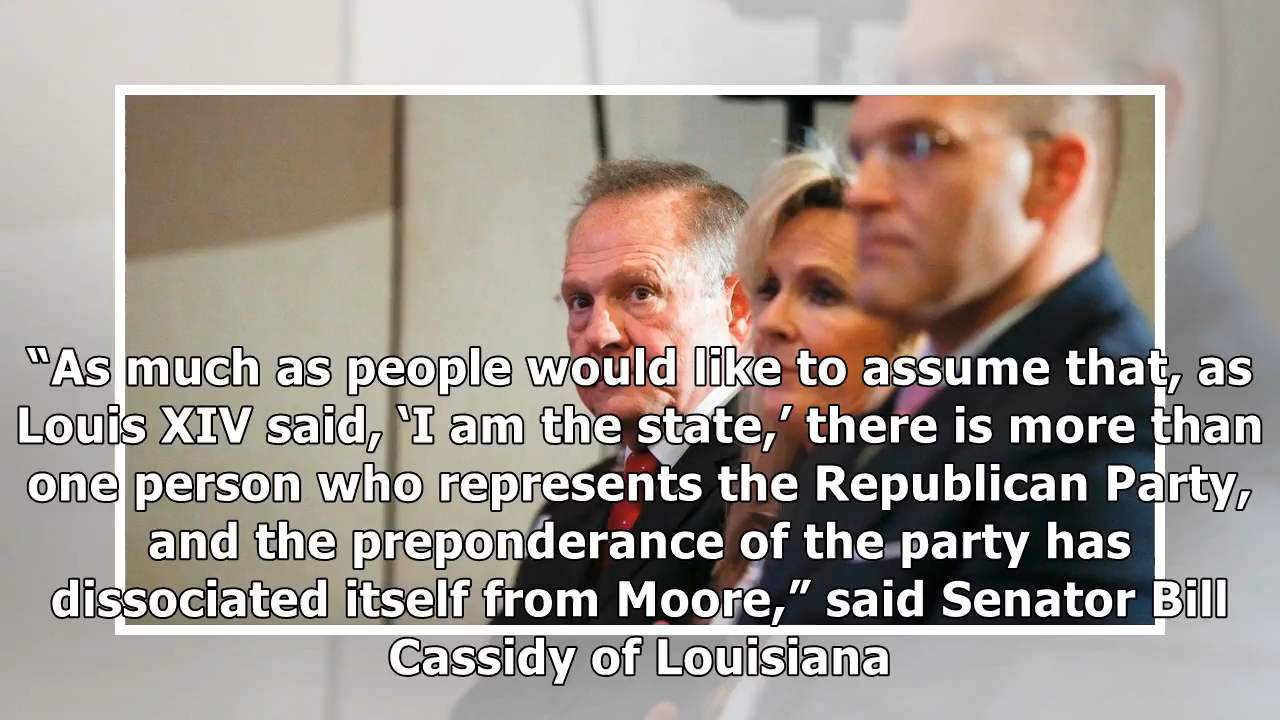 “As much as people would like to assume that, as
Louis XIV said, ‘I am the state,’ there is more than
one person who represents the Republican Party,
and the preponderance of the party has
dissociated itself from Moore,” said Senator Bill
Cassidy of Louisiana